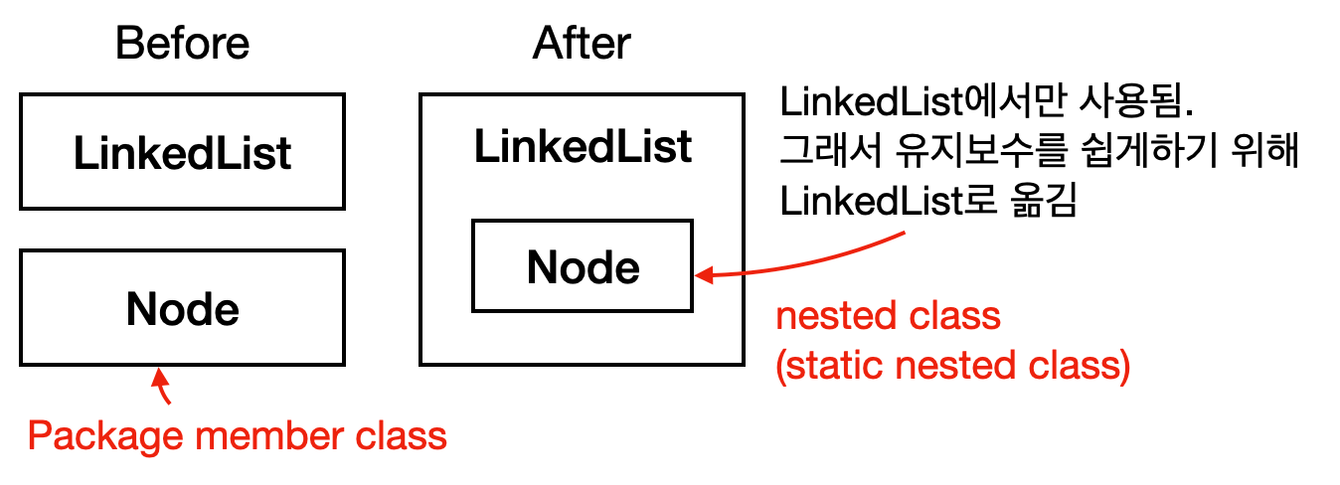 Before
LinkedList
Node
Package member class
After
LinkedList
Node
LinkedList에서만 사용됨.
그래서 유지보수를 쉽게하기 위해
LinkedList로 옮김
nested class
(static nested class)